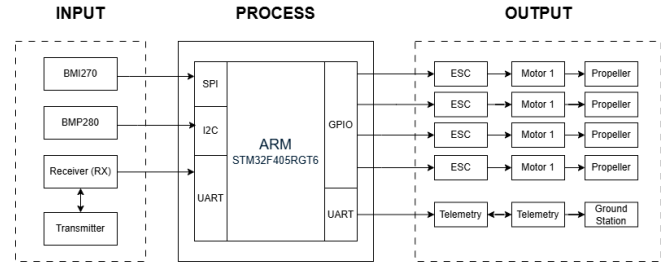 INPUT
PROCESS
OUTPUT
BMI270
BMP280
Receiver (RX)
Transmitter
SPI
I2C
UART
ARM
STM32F405RGT6
GPIO
UART
ESC
Motor 1
Propeller
ESC
Motor 1
Propeller
ESC
Motor 1
Propeller
ESC
Motor 1
Propeller
Telemetry
Telemetry
Ground
Station